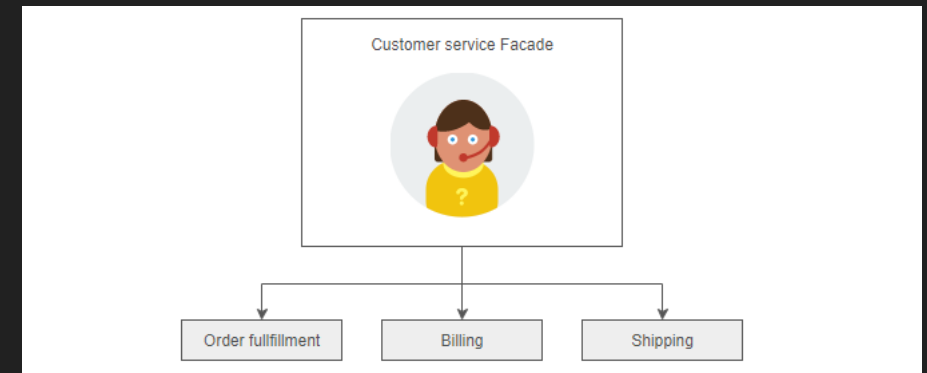 Customer service Facade
?
Order fullfillment
Billing
Shipping